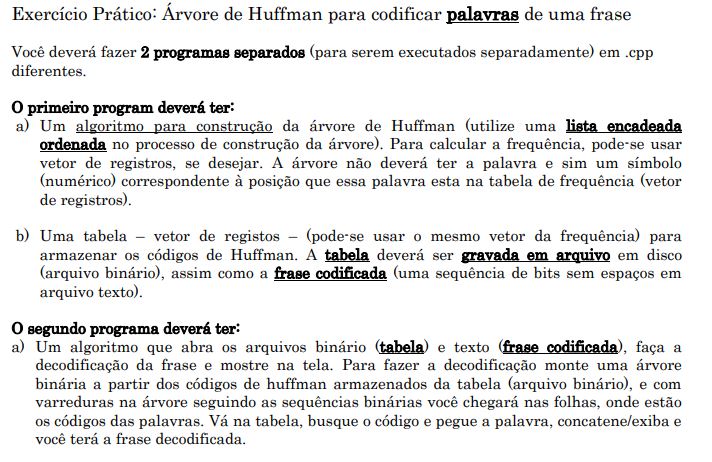 Exercício Prático: Árvore de Huffman para codificar palavras de uma frase
Você deverá fazer 2 programas separados (para serem executados separadamente) em .cpp
diferentes.
O primeiro program deverá ter:
a) Um algoritmo para construção da árvore de Huffman (utilize uma lista encadeada
ordenada no processo de construção da árvore). Para calcular a frequência, pode-se usar
vetor de registros, se desejar. A árvore não deverá ter a palavra e sim um símbolo
(numérico) correspondente à posição que essa palavra esta na tabela de frequência (vetor
de registros).
b) Uma tabela – vetor de registos – (pode-se usar o mesmo vetor da frequência) para
armazenar os códigos de Huffman. A tabela deverá ser gravada em arquivo em disco
(arquivo binário), assim como a frase codificada (uma sequência de bits sem espaços em
arquivo texto).
O segundo programa deverá ter:
a) Um algoritmo que abra os arquivos binário (tabela) e texto (frase codificada), faça a
decodificação da frase e mostre na tela. Para fazer a decodificação monte uma árvore
binária a partir dos códigos de huffman armazenados da tabela (arquivo binário), e com
varreduras na árvore seguindo as sequências binárias você chegará nas folhas, onde estão
os códigos das palavras. Vá na tabela, busque o código e pegue a palavra, concatene/exiba e
você terá a frase decodificada.